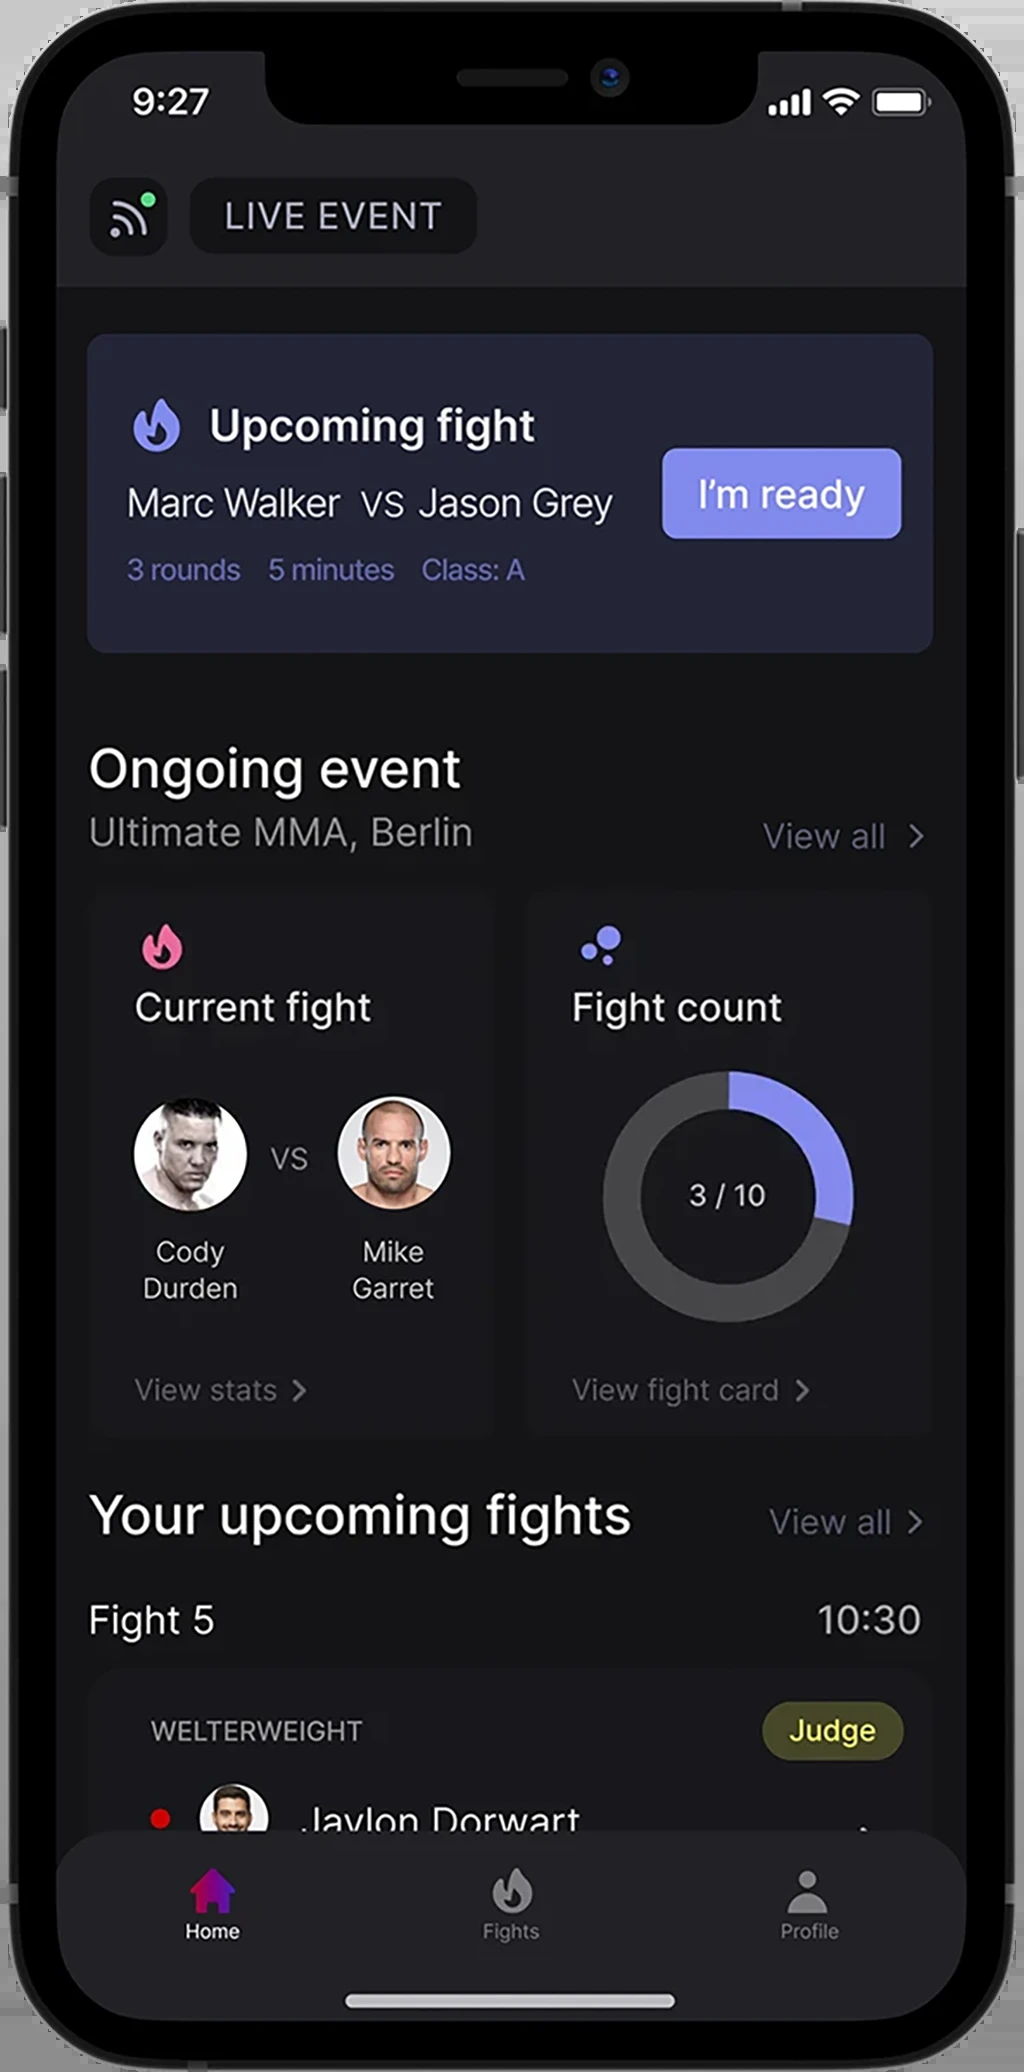 9:27
LIVE EVENT
Upcoming fight
Marc Walker VS Jason Grey
I'm ready
3 rounds 5 minutes Class: A
Ongoing event
Ultimate MMA, Berlin
View all
Current fight
Fight count
VS
3 / 10
Cody
Durden
Mike
Garret
View stats
View fight card
Your upcoming fights
View all
Fight 5
10:30
WELTERWEIGHT
Judge
Jaylon Dorwart
Home
Fights
Profile